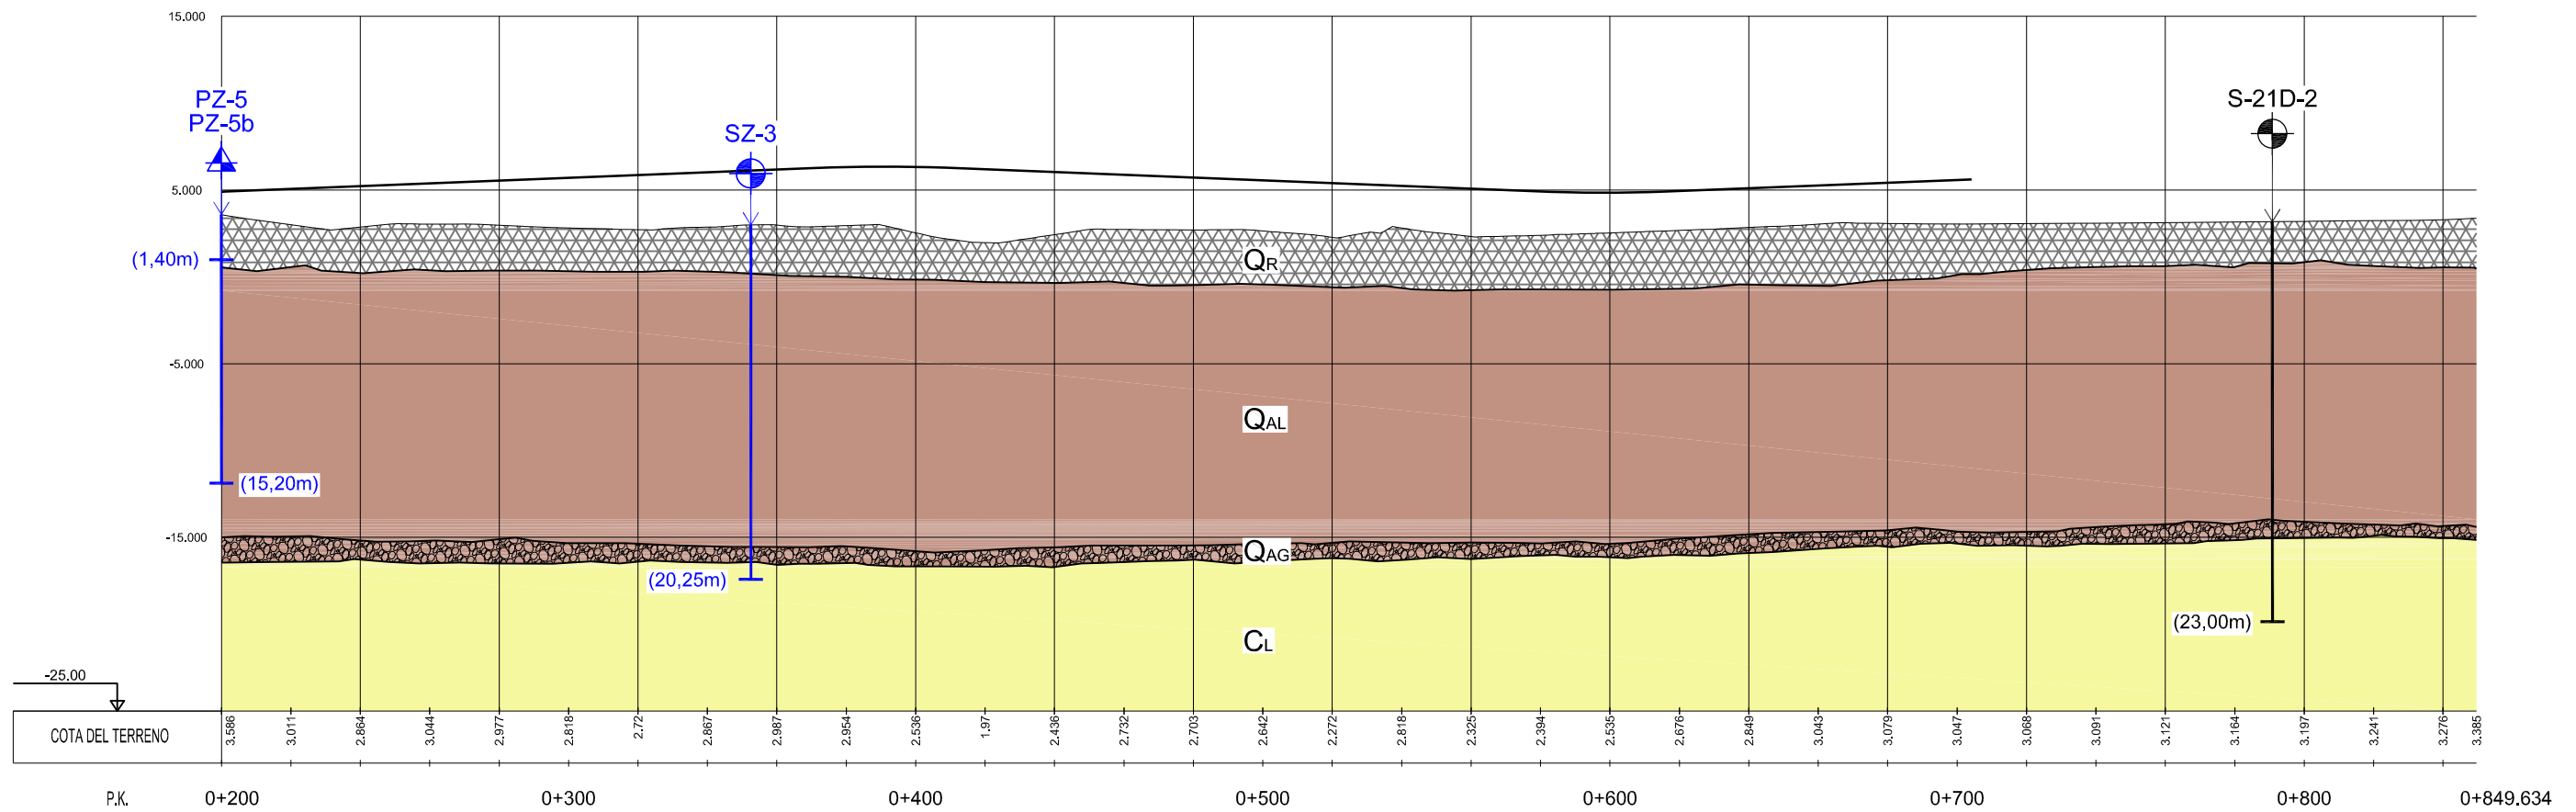 15.000
PZ-5
PZ-5b
SZ-3
S-21D-2
5.000
(1,40m)
QR
-5.000
QAL
(15,20m)
-15.000
QAG
(20,25m)
(23,00m)
CL
-25.00
COTA DEL TERRENO
3.586 3.011 2.864 3.044 2.977 2.818 2.72 2.867 2.987 2.954 2.536 1.97 2.436 2.732 2.703 2.642 2.272 2.818 2.325 2.394 2.535 2.676 2.849 3.043 3.079 3.047 3.068 3.091 3.121 3.164 3.197 3.241 3.276 3.385
P.K. 0+200 0+300 0+400 0+500 0+600 0+700 0+800 0+849.634